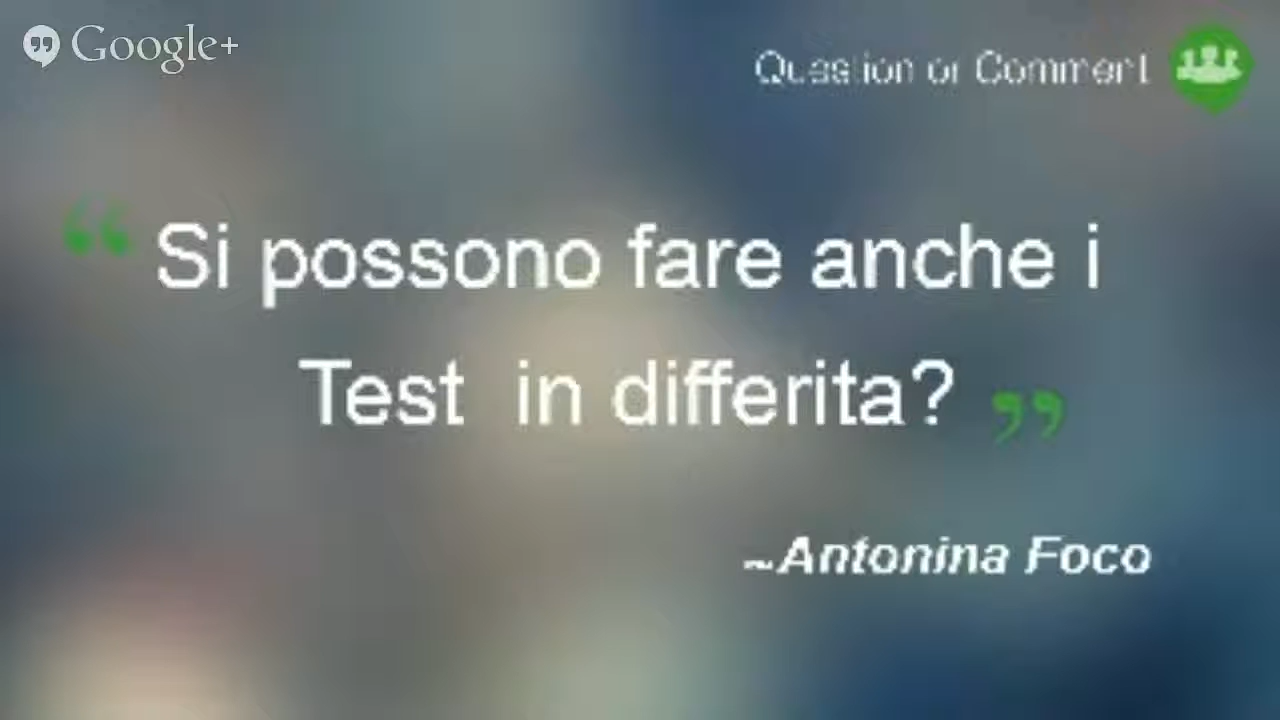 Google+
Question or Comment
“ Si possono fare anche i
Test in differita? ”
~Antonina Foco